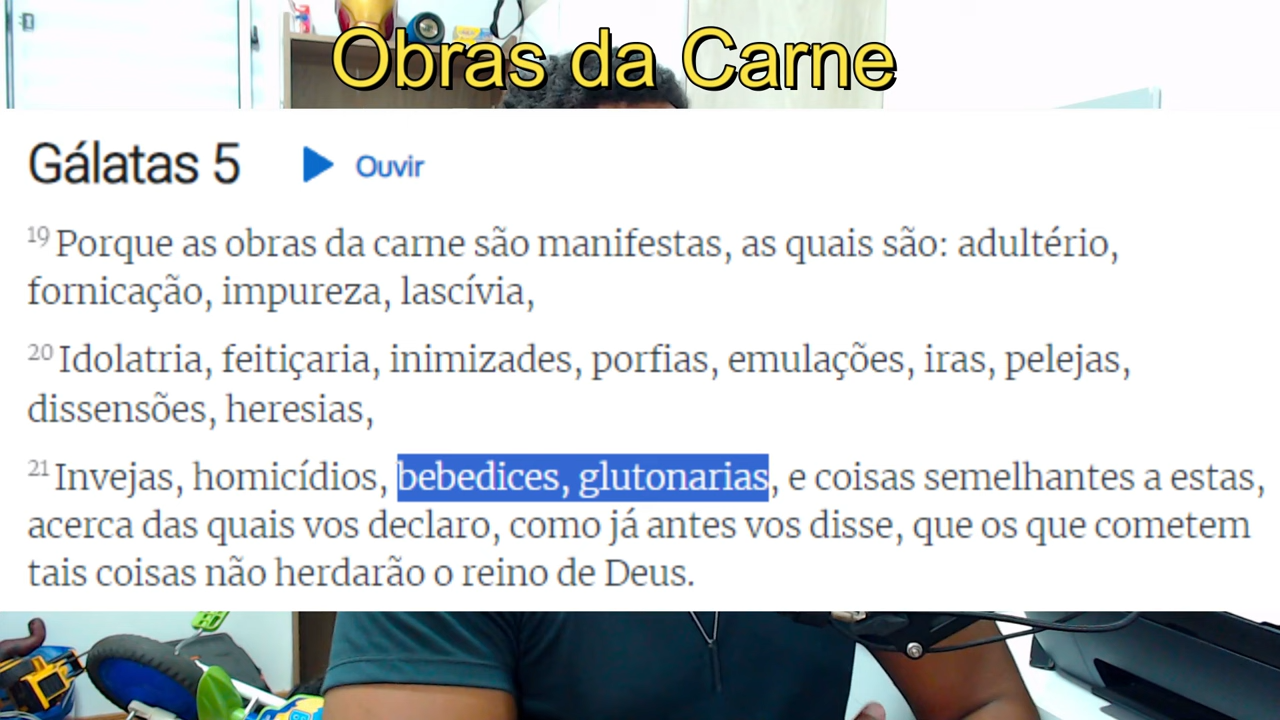 Obras da Carne
Gálatas 5 Ouvir
19 Porque as obras da carne são manifestas, as quais são: adultério,
fornicação, impureza, lascívia,
20 Idolatria, feitiçaria, inimizades, porfias, emulações, iras, pelejas,
dissensões, heresias,
21 Invejas, homicídios, bebedices, glutonarias, e coisas semelhantes a estas,
acerca das quais vos declaro, como já antes vos disse, que os que cometem
tais coisas não herdarão o reino de Deus.